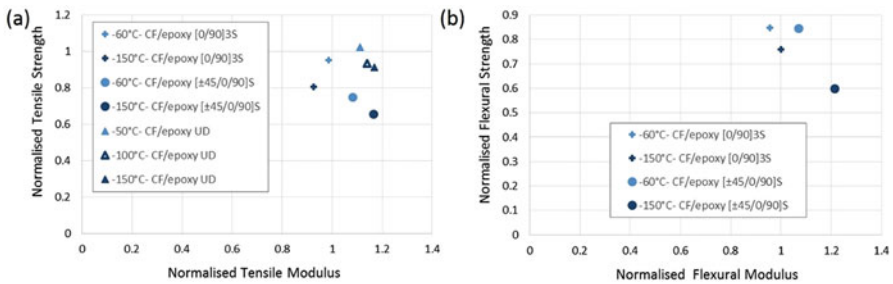 (a)
Normalised Tensile Strength
1.2
1
0.8
0.6
0.4
0.2
0
-60°C- CF/epoxy [0/90]3S
-150°C- CF/epoxy [0/90]3S
-60°C- CF/epoxy [±45/0/90]S
-150°C- CF/epoxy [±45/0/90]S
-50°C- CF/epoxy UD
-100°C- CF/epoxy UD
-150°C- CF/epoxy UD
0 0.2 0.4 0.6 0.8 1 1.2 1.4
Normalised Tensile Modulus
(b)
Normalised Flexural Strength
0.9
0.8
0.7
0.6
0.5
0.4
0.3
0.2
0.1
0
-60°C- CF/epoxy [0/90]3S
-150°C- CF/epoxy [0/90]3S
-60°C- CF/epoxy [±45/0/90]S
-150°C- CF/epoxy [±45/0/90]S
0 0.2 0.4 0.6 0.8 1 1.2 1.4
Normalised Flexural Modulus